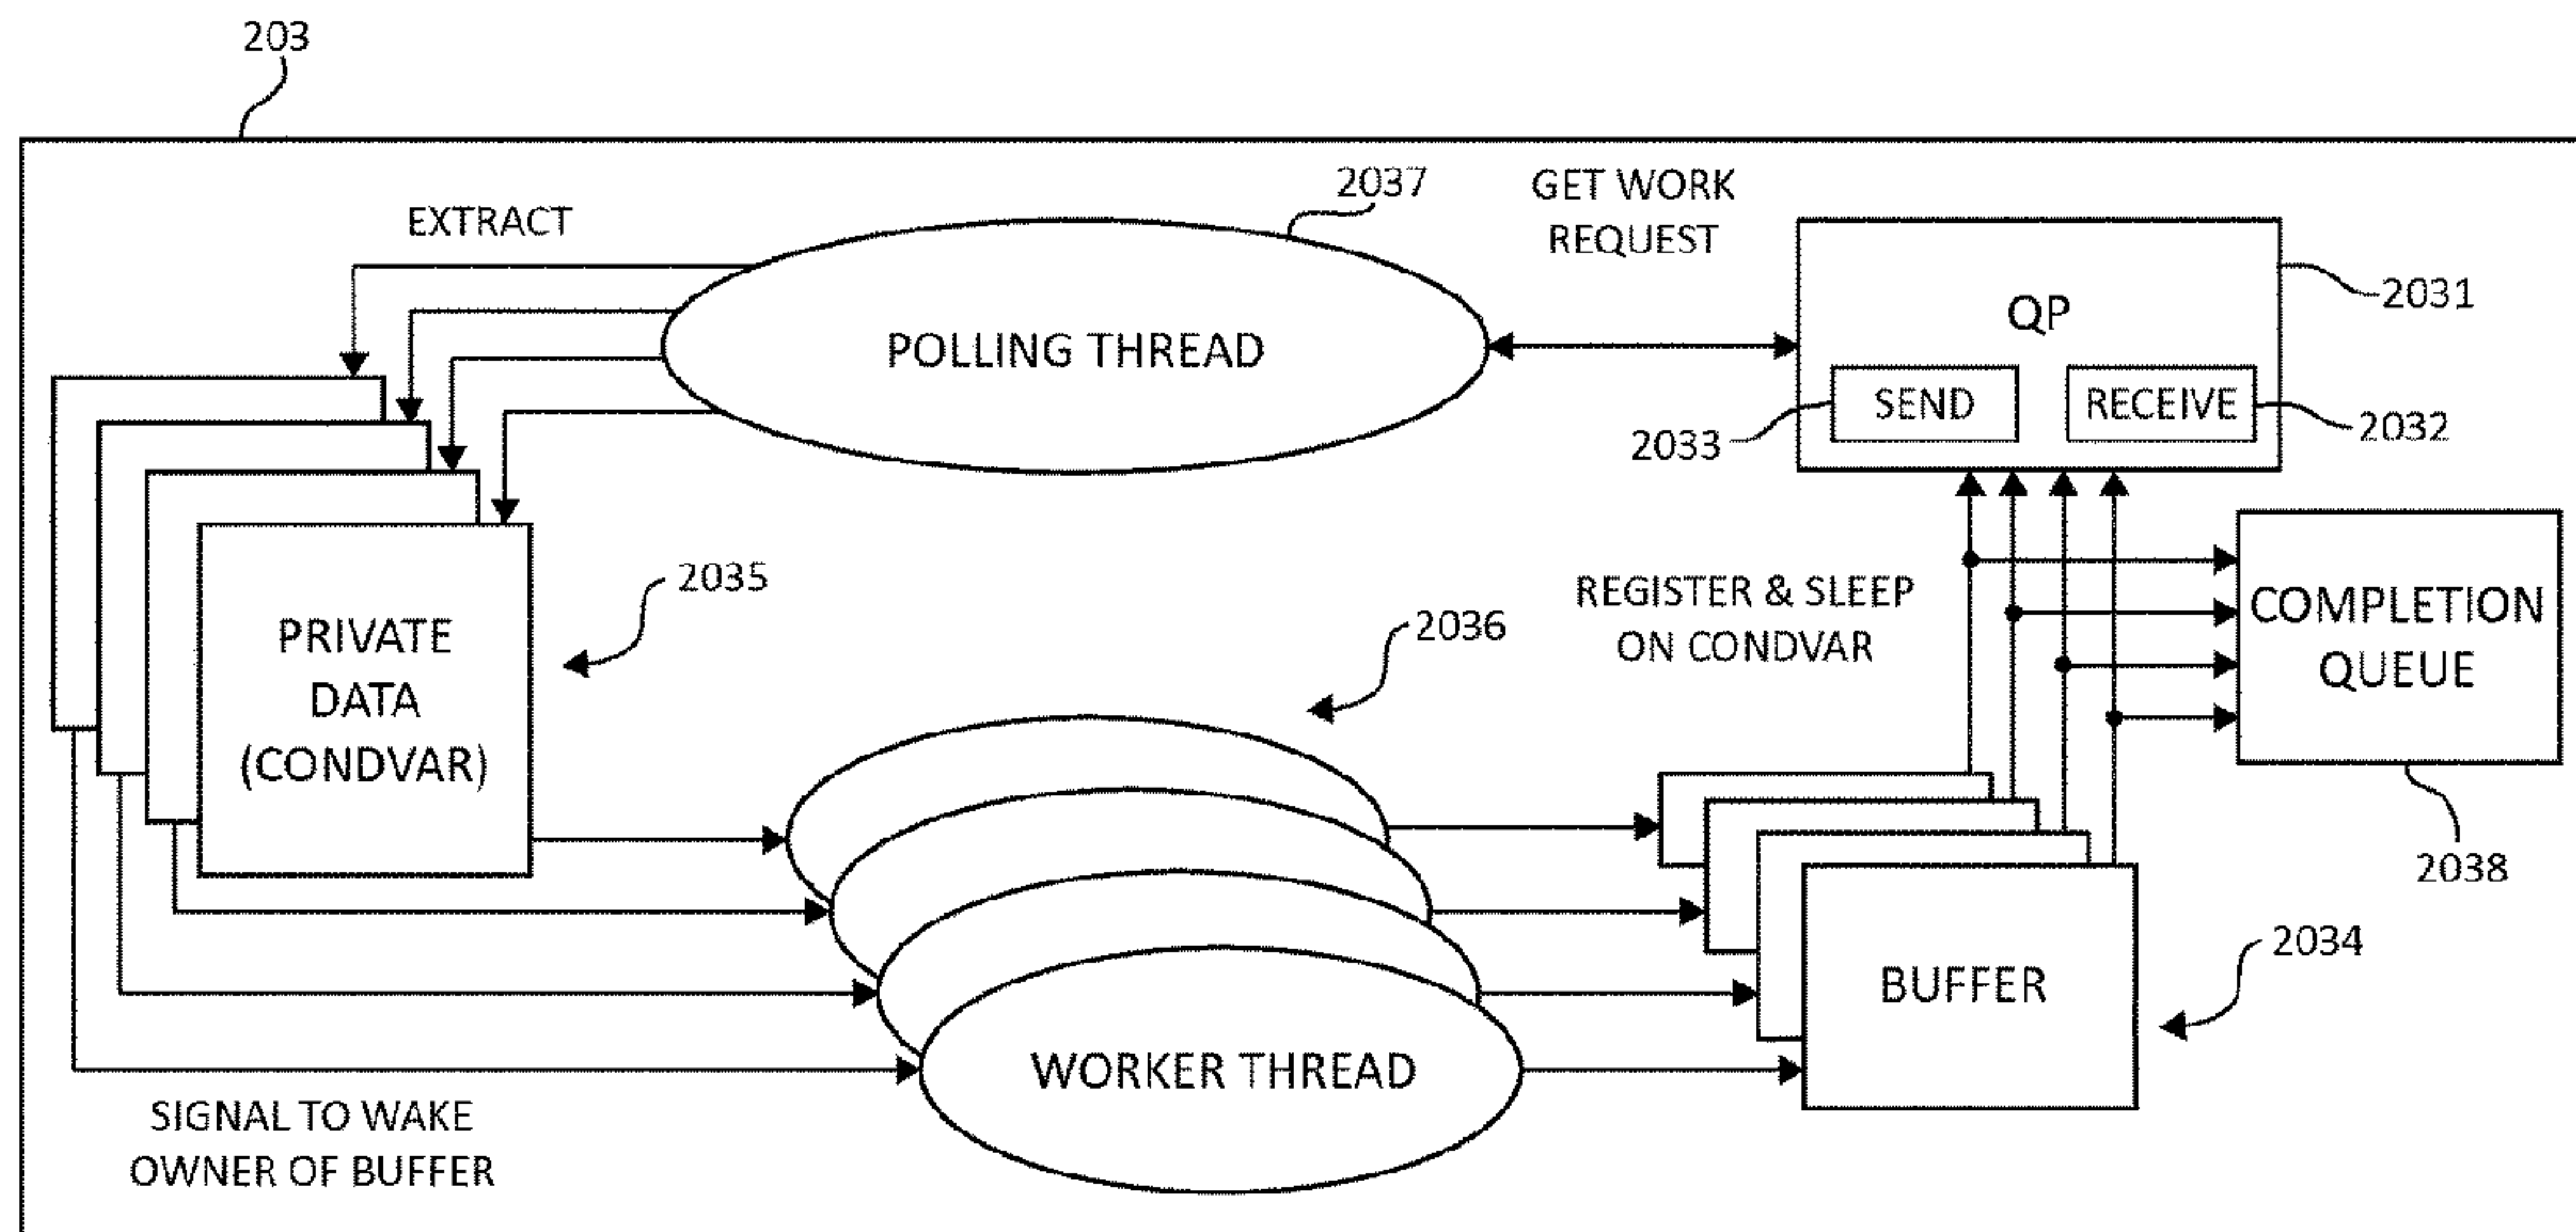 203
EXTRACT
2037
GET WORK
REQUEST
POLLING THREAD
QP
2031
SEND
RECEIVE
2033
2032
2035
PRIVATE
DATA
(CONDVAR)
2036
REGISTER & SLEEP
ON CONDVAR
COMPLETION
QUEUE
2038
2034
BUFFER
WORKER THREAD
SIGNAL TO WAKE
OWNER OF BUFFER